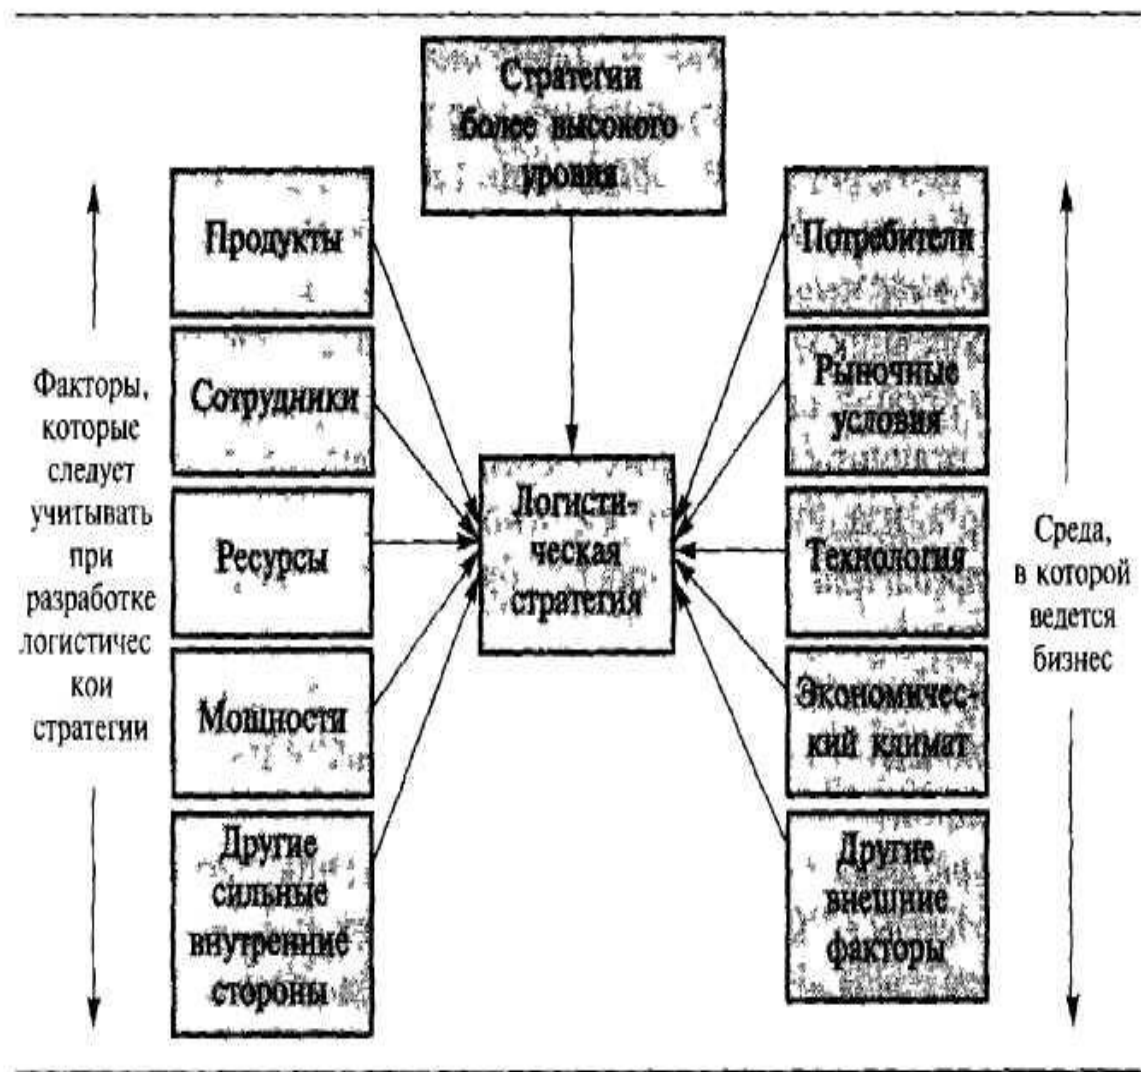 Стратегии
более высокого
уровня
Факторы,
которые
следует
учитывать
при
разработке
логистичес
кои
стратегии
Продукты
Сотрудники
Ресурсы
Мощности
Другие
сильные
внутренние
стороны
Логисти-
ческая
стратегия
Потребители
Рыночные
условия
Технология
Экономичес-
кий климат
Другие
внешние
факторы
Среда,
в которой
ведется
бизнес